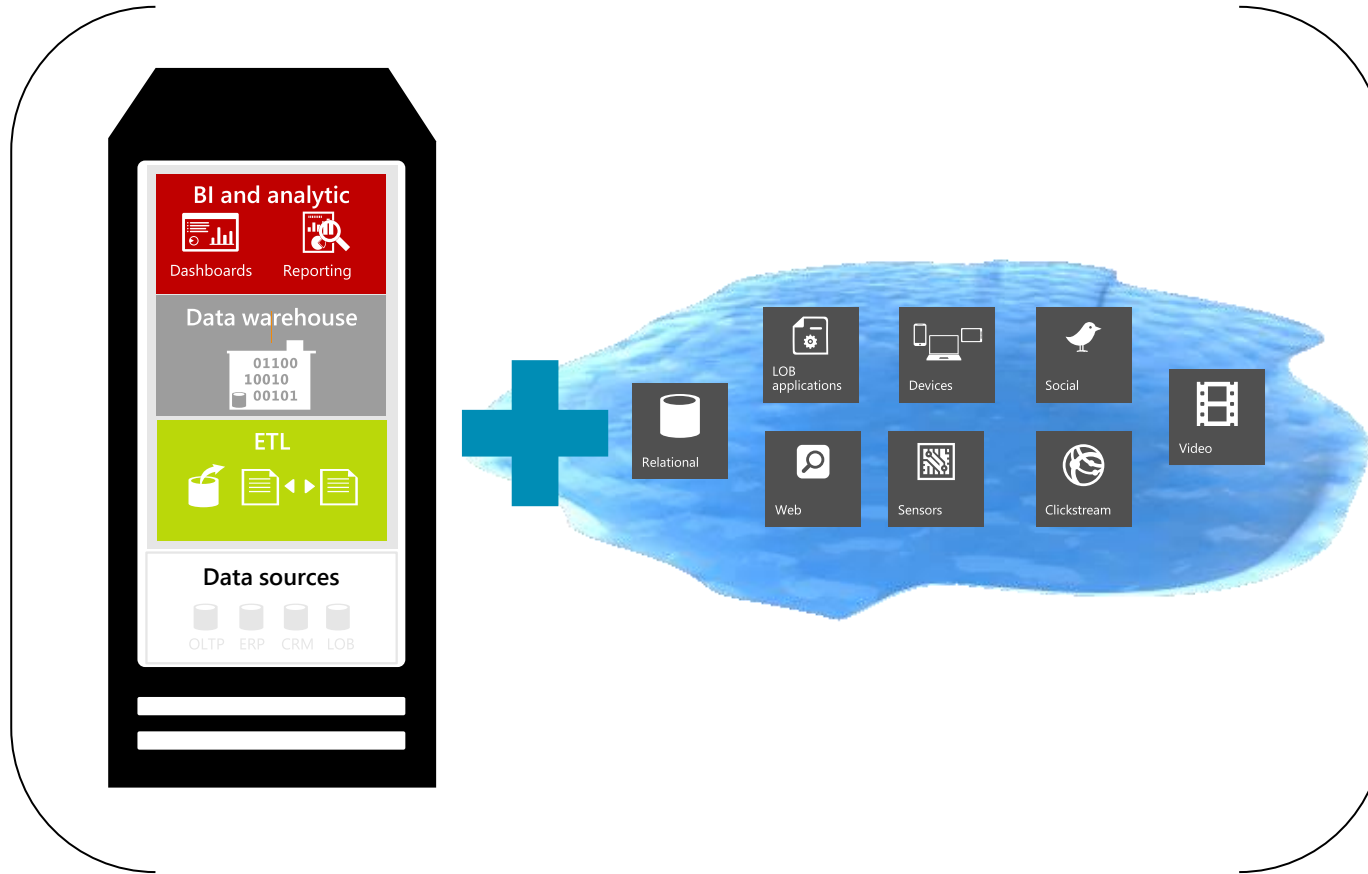 BI and analytic
Dashboards
Reporting
Data warehouse
01100
10010
00101
ETL
Data sources
OLTP ERP CRM LOB
Relational
LOB
applications
Devices
Social
Video
Web
Sensors
Clickstream